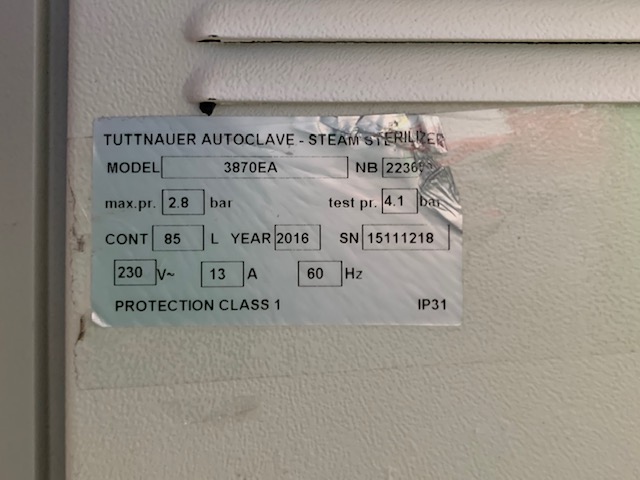 TUTTNAUER AUTOCLAVE - STEAM STERILIZER
MODEL 3870EA NB
max.pr. 2.8 bar test pr. 4.1 bar
CONT 85 L YEAR 2016 SN 15111218
230 V~ 13 A 60 Hz
PROTECTION CLASS 1 IP31